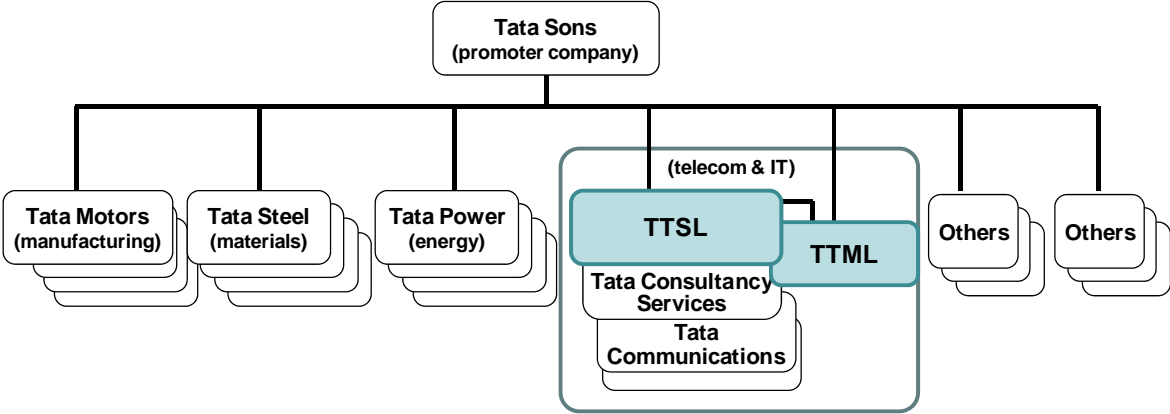 Tata Sons
(promoter company)
(telecom & IT)
Tata Motors
(manufacturing)
Tata Steel
(materials)
Tata Power
(energy)
TTSL
TTML
Others
Others
Tata Consultancy
Services
Tata
Communications